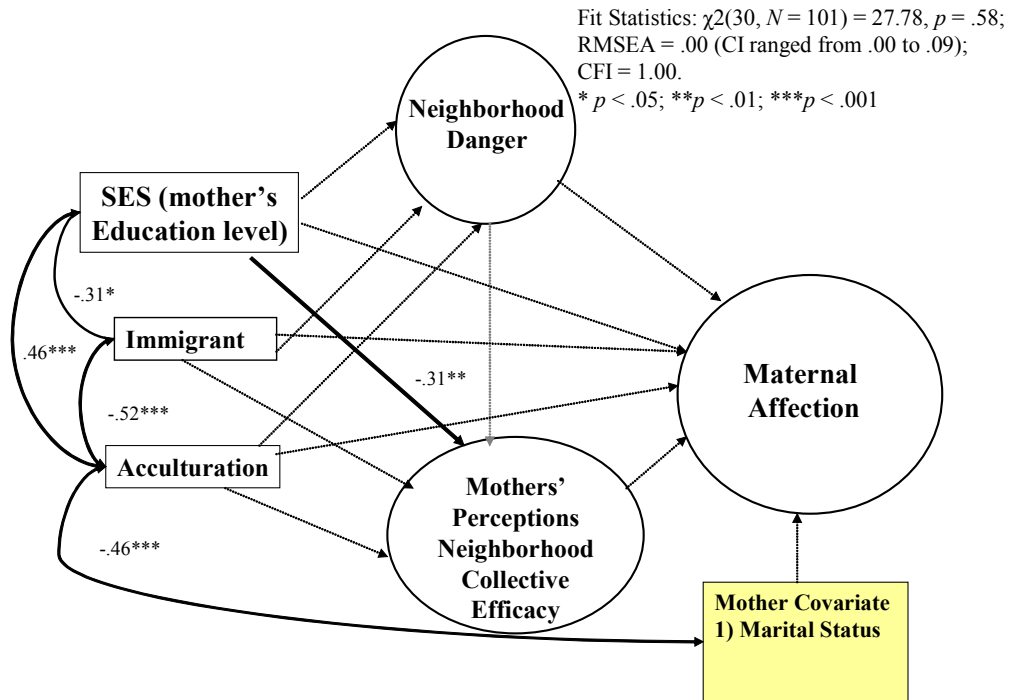 Fit Statistics: χ2(30, N = 101) = 27.78, p = .58;
RMSEA = .00 (CI ranged from .00 to .09);
CFI = 1.00.
* p < .05; **p < .01; ***p < .001
Neighborhood
Danger
SES (mother’s
Education level)
-.31*
Immigrant
.46***
-.31**
-.52***
Maternal
Affection
Acculturation
Mothers’
Perceptions
Neighborhood
Collective
Efficacy
-.46***
Mother Covariate
1) Marital Status